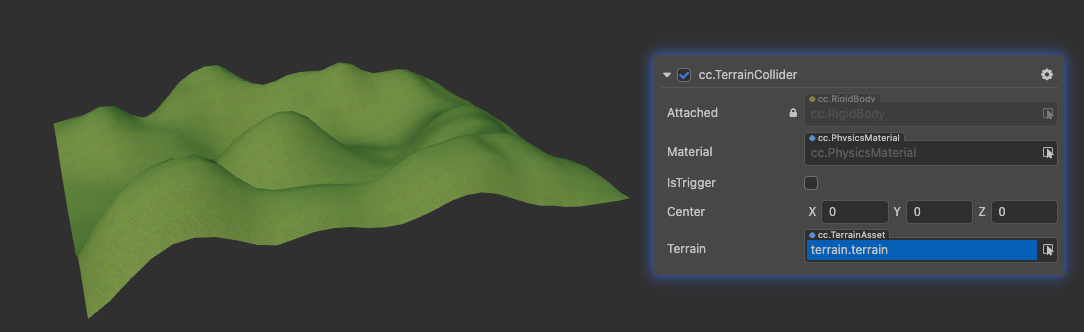 cc.TerrainCollider
Attached
cc.RigidBody
cc.RigidBody
Material
cc.PhysicsMaterial
cc.PhysicsMaterial
IsTrigger
Center X 0 Y 0 Z 0
cc.TerrainAsset
Terrain
terrain.terrain